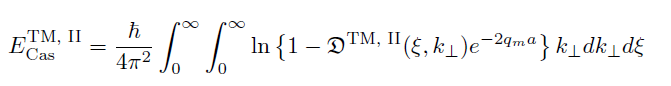 $E_{\text{Cas}}^{\text{TM, II}} = \frac{\hbar}{4\pi^2} \int_0^\infty \int_0^\infty \ln \left\{ 1 - \mathfrak{D}^{\text{TM, II}}(\xi, k_\perp) e^{-2q_m a} \right\} k_\perp dk_\perp d\xi$